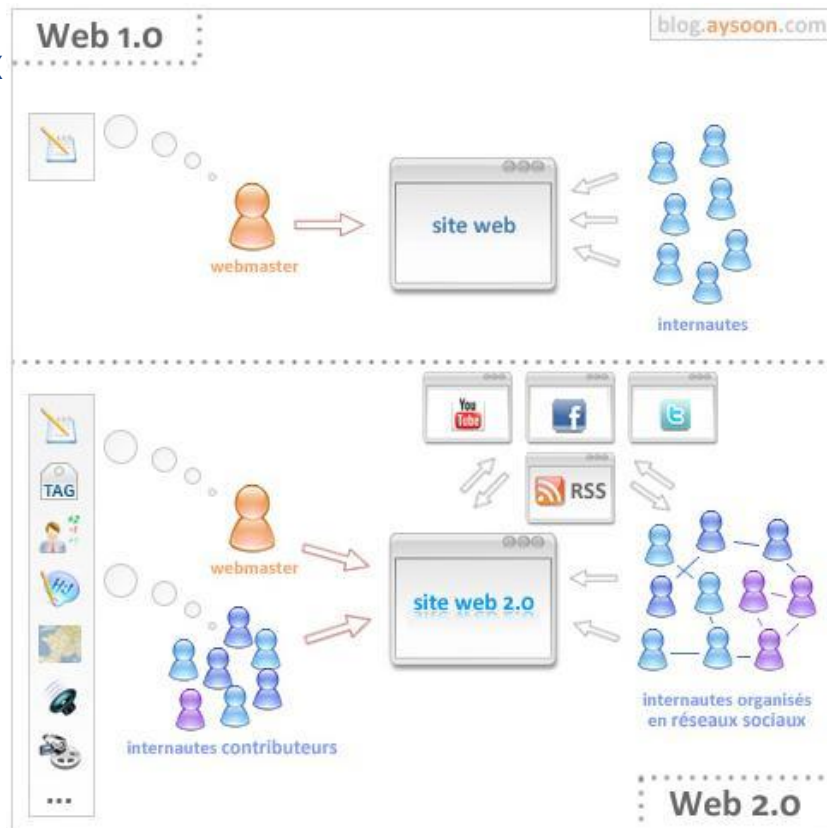 Web 1.0
blog.aysoon.com
site web
webmaster
internautes
You
Tube
f
t
TAG
RSS
webmaster
Hi!
site web 2.0
internautes organisés
en réseaux sociaux
internautes contributeurs
...
Web 2.0